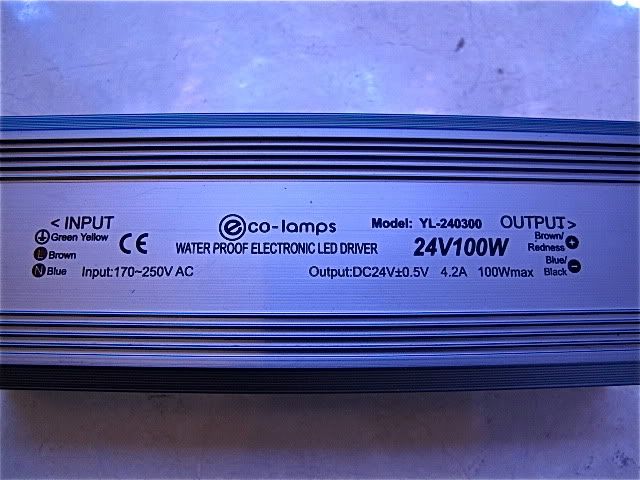 < INPUT
Green Yellow
L Brown
N Blue
CE
eco-lamps
WATER PROOF ELECTRONIC LED DRIVER
Input:170~250V AC
Model: YL-240300
24V100W
Output:DC24V±0.5V 4.2A 100Wmax
OUTPUT >
Brown/
Redness +
Blue/
Black -